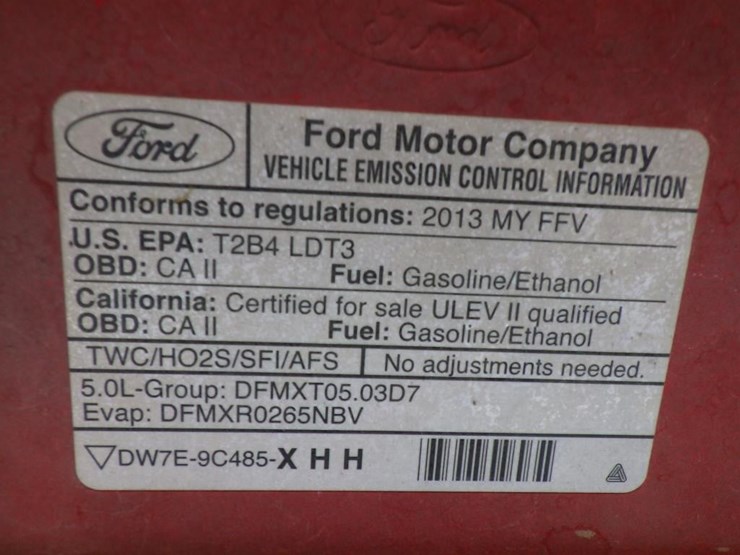 Ford
Ford
Ford Motor Company
VEHICLE EMISSION CONTROL INFORMATION
Conforms to regulations: 2013 MY FFV
U.S. EPA: T2B4 LDT3
OBD: CA II Fuel: Gasoline/Ethanol
California: Certified for sale ULEV II qualified
OBD: CA II Fuel: Gasoline/Ethanol
TWC/HO2S/SFI/AFS No adjustments needed.
5.0L-Group: DFMXT05.03D7
Evap: DFMXR0265NBV
DW7E-9C485-X H H